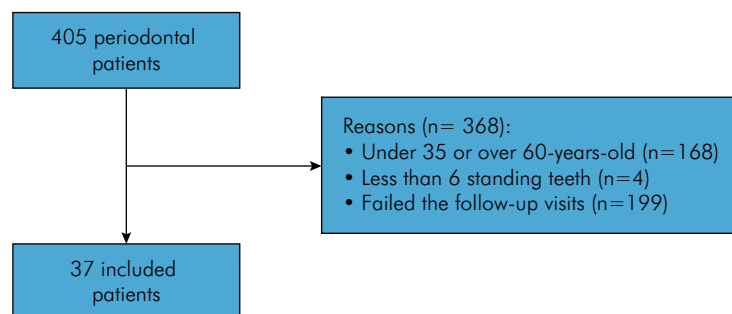 405 periodontal
patients
Reasons (n= 368):
• Under 35 or over 60-years-old (n=168)
• Less than 6 standing teeth (n=4)
• Failed the follow-up visits (n=199)
37 included
patients